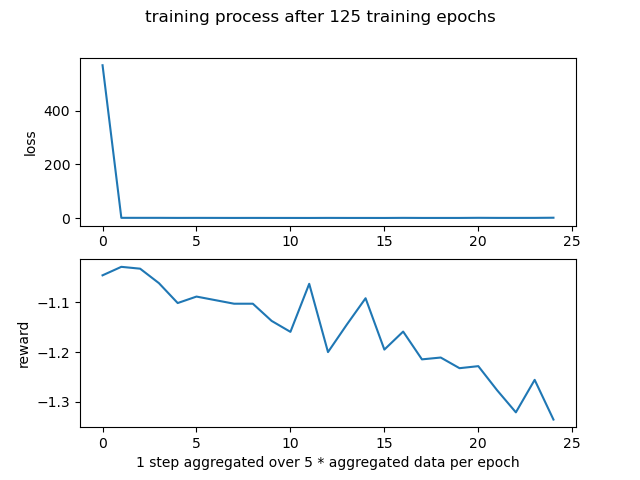 training process after 125 training epochs
400
200
0
loss
0 5 10 15 20 25
−1.1
−1.2
−1.3
reward
0 5 10 15 20 25
1 step aggregated over 5 * aggregated data per epoch